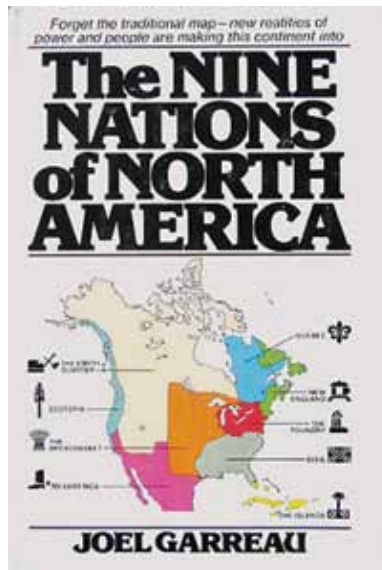 Forget the traditional map—new realities of
power and people are making this continent into
The NINE
NATIONS
of NORTH
AMERICA
QUEBEC
NEW
ENGLAND
THE
FOUNDRY
DIXIE
THE ISLANDS
THE EMPTY
QUARTER
ECOTOPIA
THE
BREADBASKET
MEXAMERICA
JOEL GARREAU